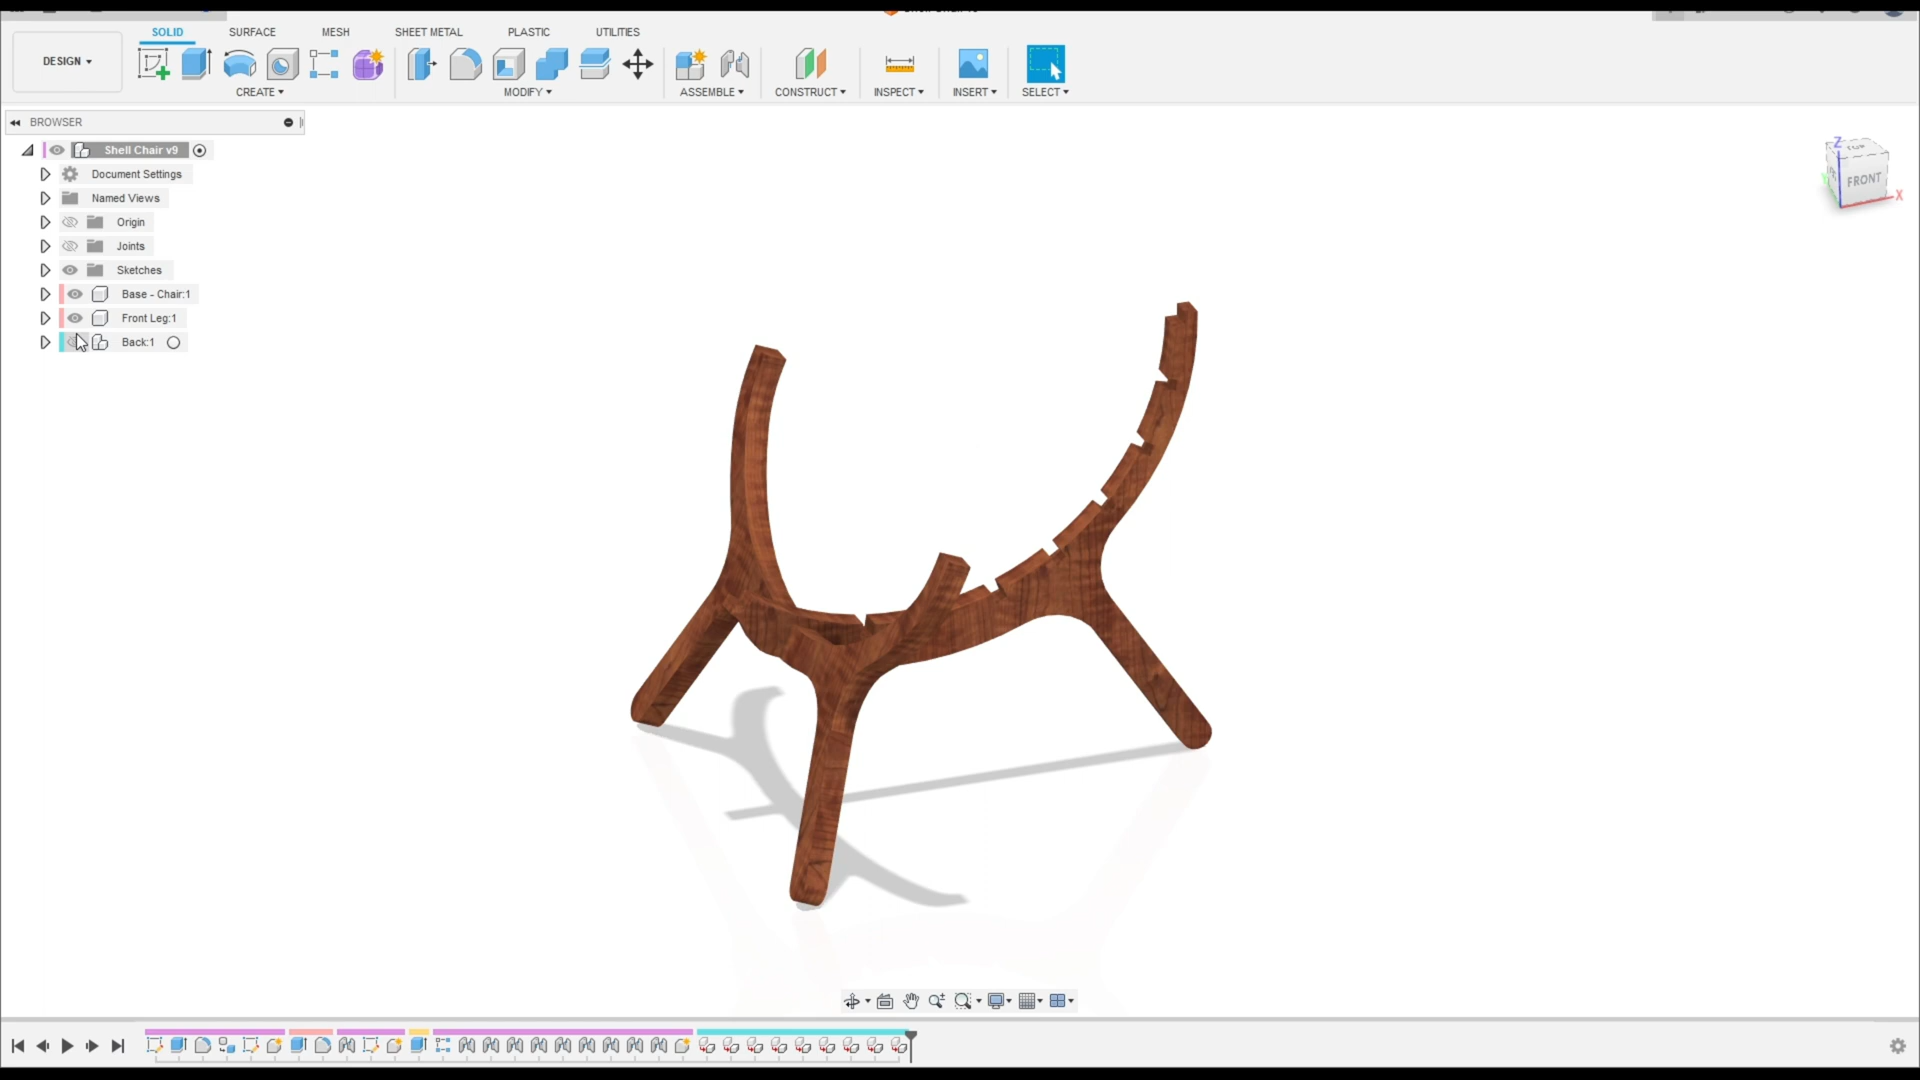 SOLID SURFACE MESH SHEET METAL PLASTIC UTILITIES
DESIGN
CREATE MODIFY ASSEMBLE CONSTRUCT INSPECT INSERT SELECT
BROWSER
Shell Chair v9
Document Settings
Named Views
Origin
Joints
Sketches
Base - Chair:1
Front Leg:1
Back:1
Z
TOP
FRONT
X